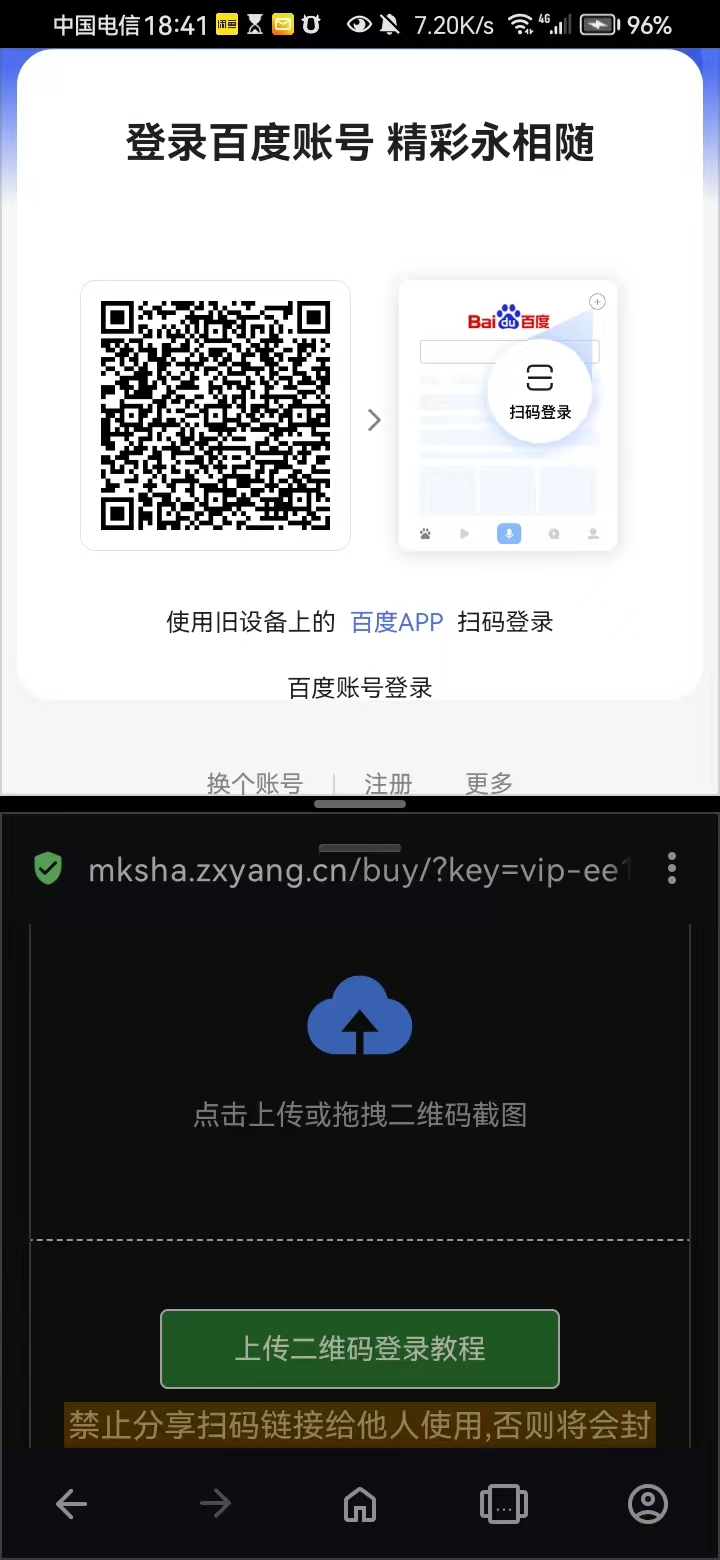 中国电信 18:41 闲鱼 7.20K/s 4G 96%
登录百度账号 精彩永相随
Bai du 百度
扫码登录
使用旧设备上的 百度APP 扫码登录
百度账号登录
换个账号 | 注册 更多
mksha.zxyang.cn/buy/?key=vip-ee1
点击上传或拖拽二维码截图
上传二维码登录教程
禁止分享扫码链接给他人使用,否则将会封